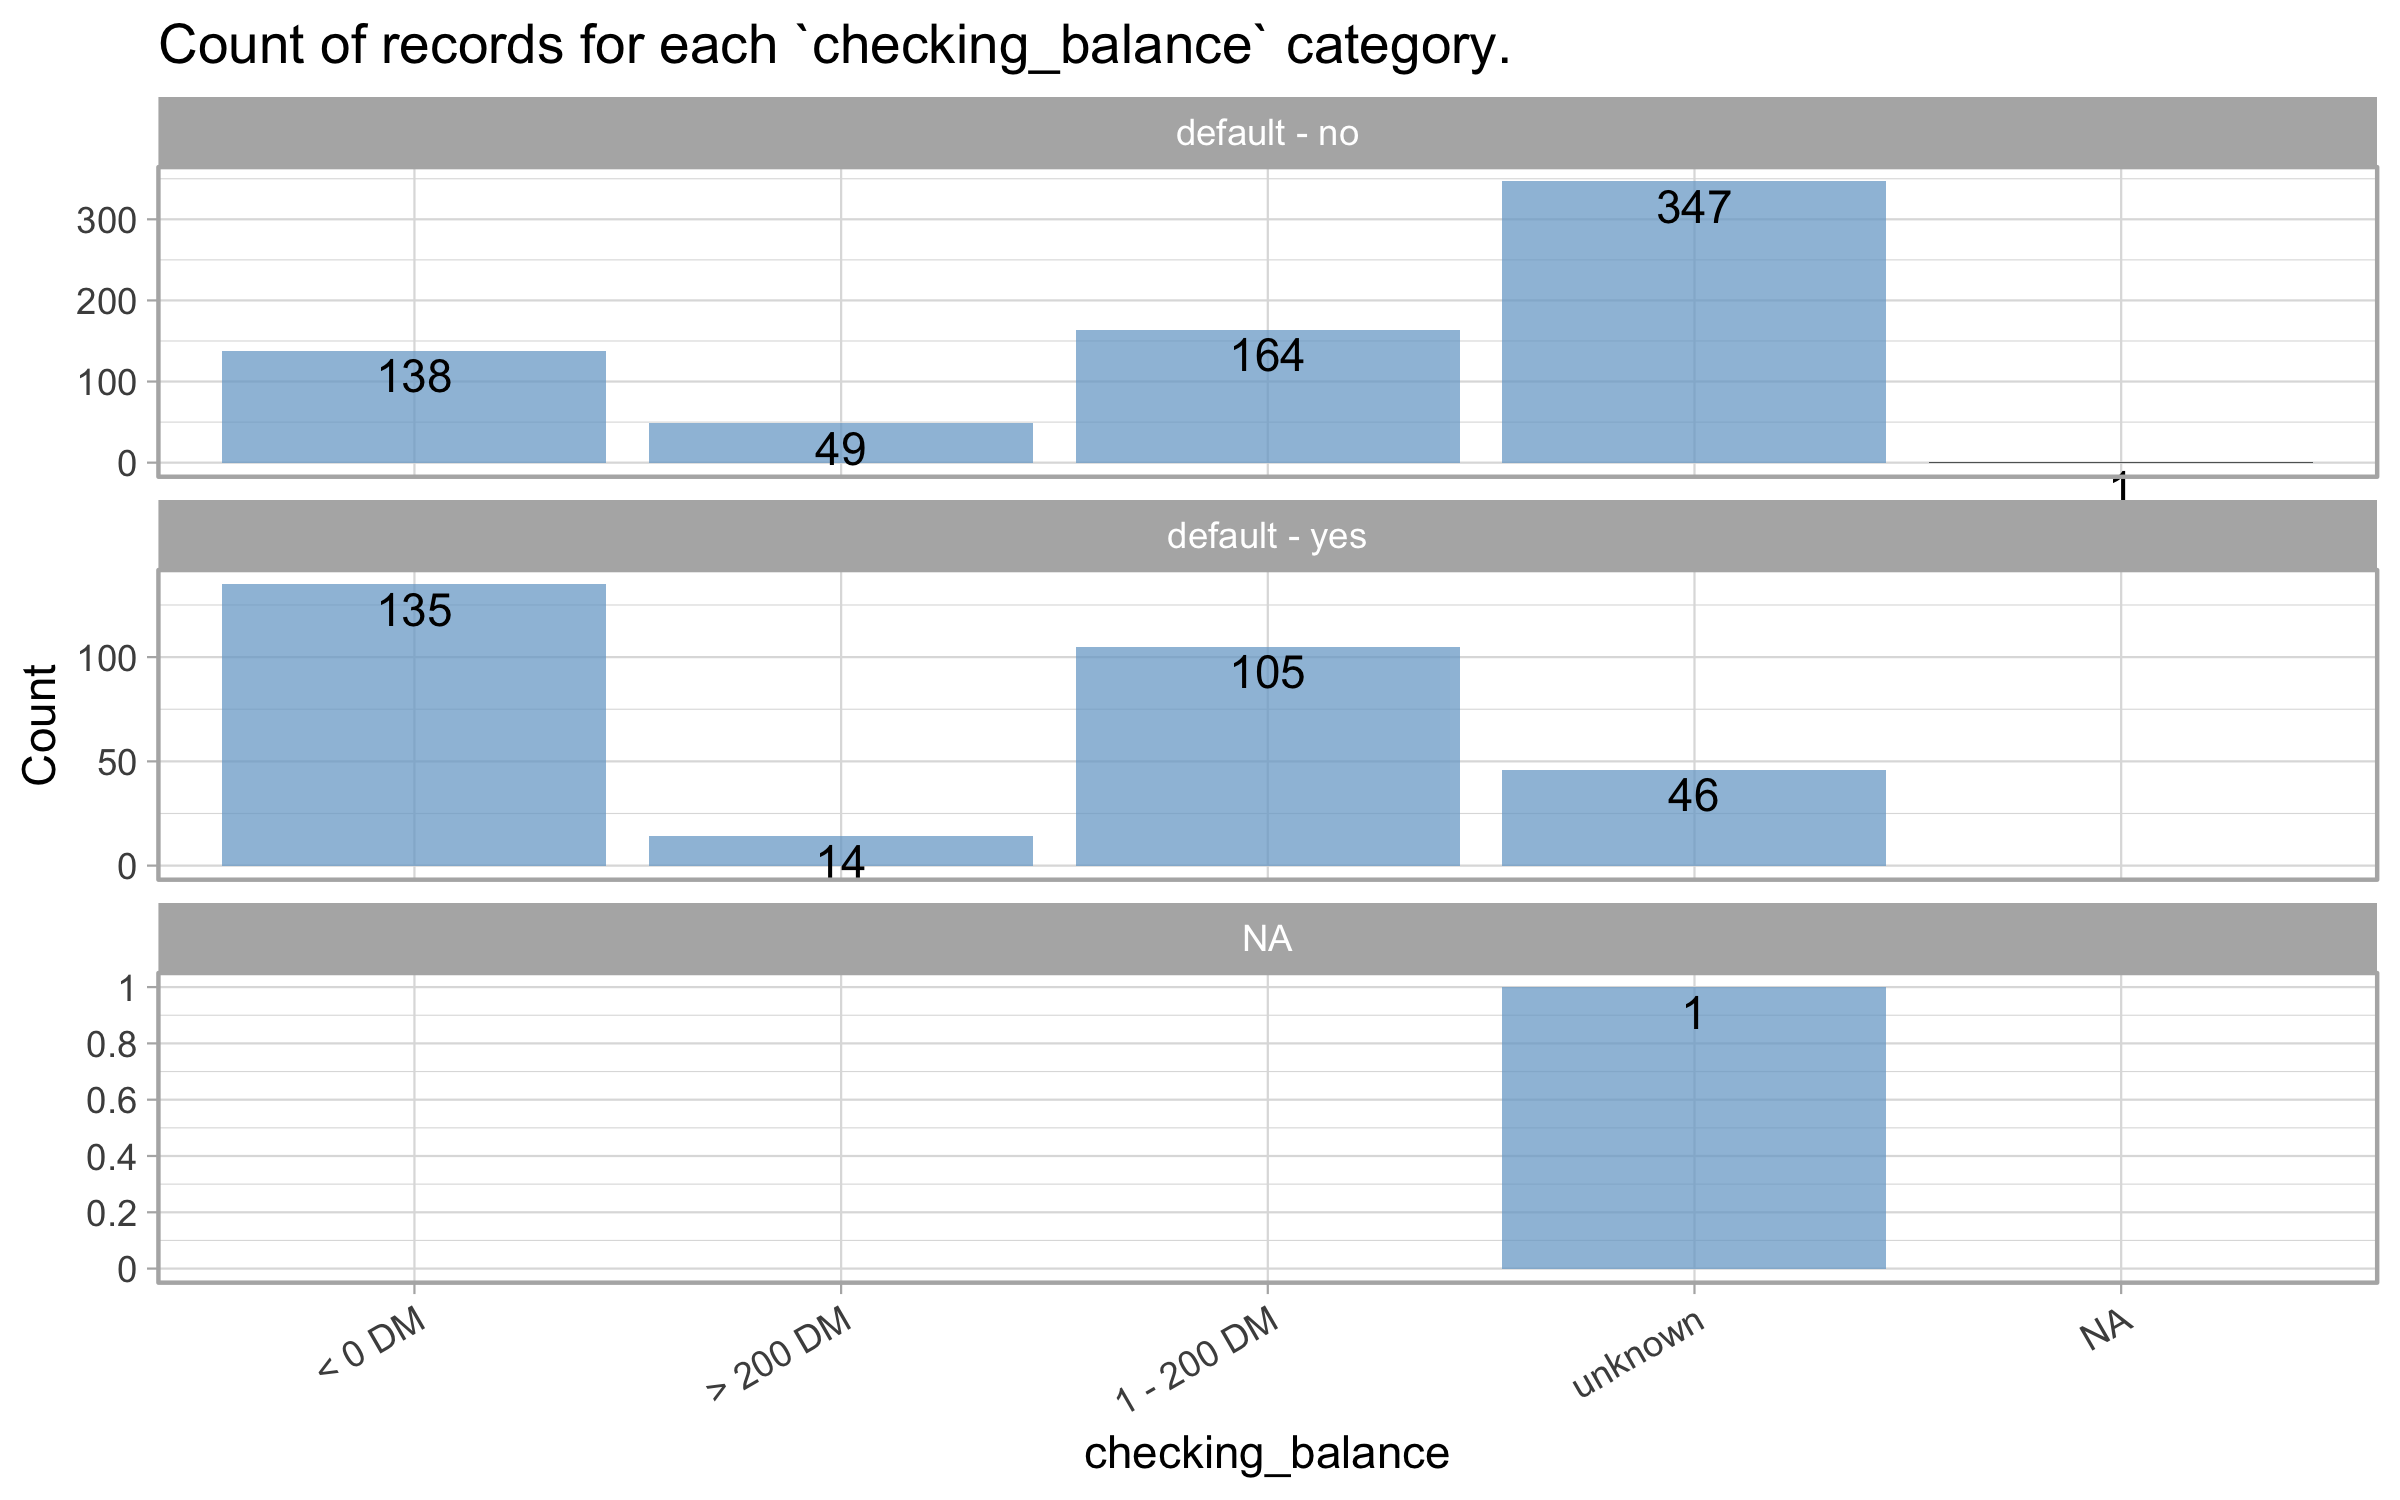 Count of records for each `checking_balance` category.
default - no
300
200
100
0
138
49
164
347
1
default - yes
100
50
0
135
14
105
46
Count
NA
1
0.8
0.6
0.4
0.2
0
1
< 0 DM
> 200 DM
1 - 200 DM
unknown
NA
checking_balance